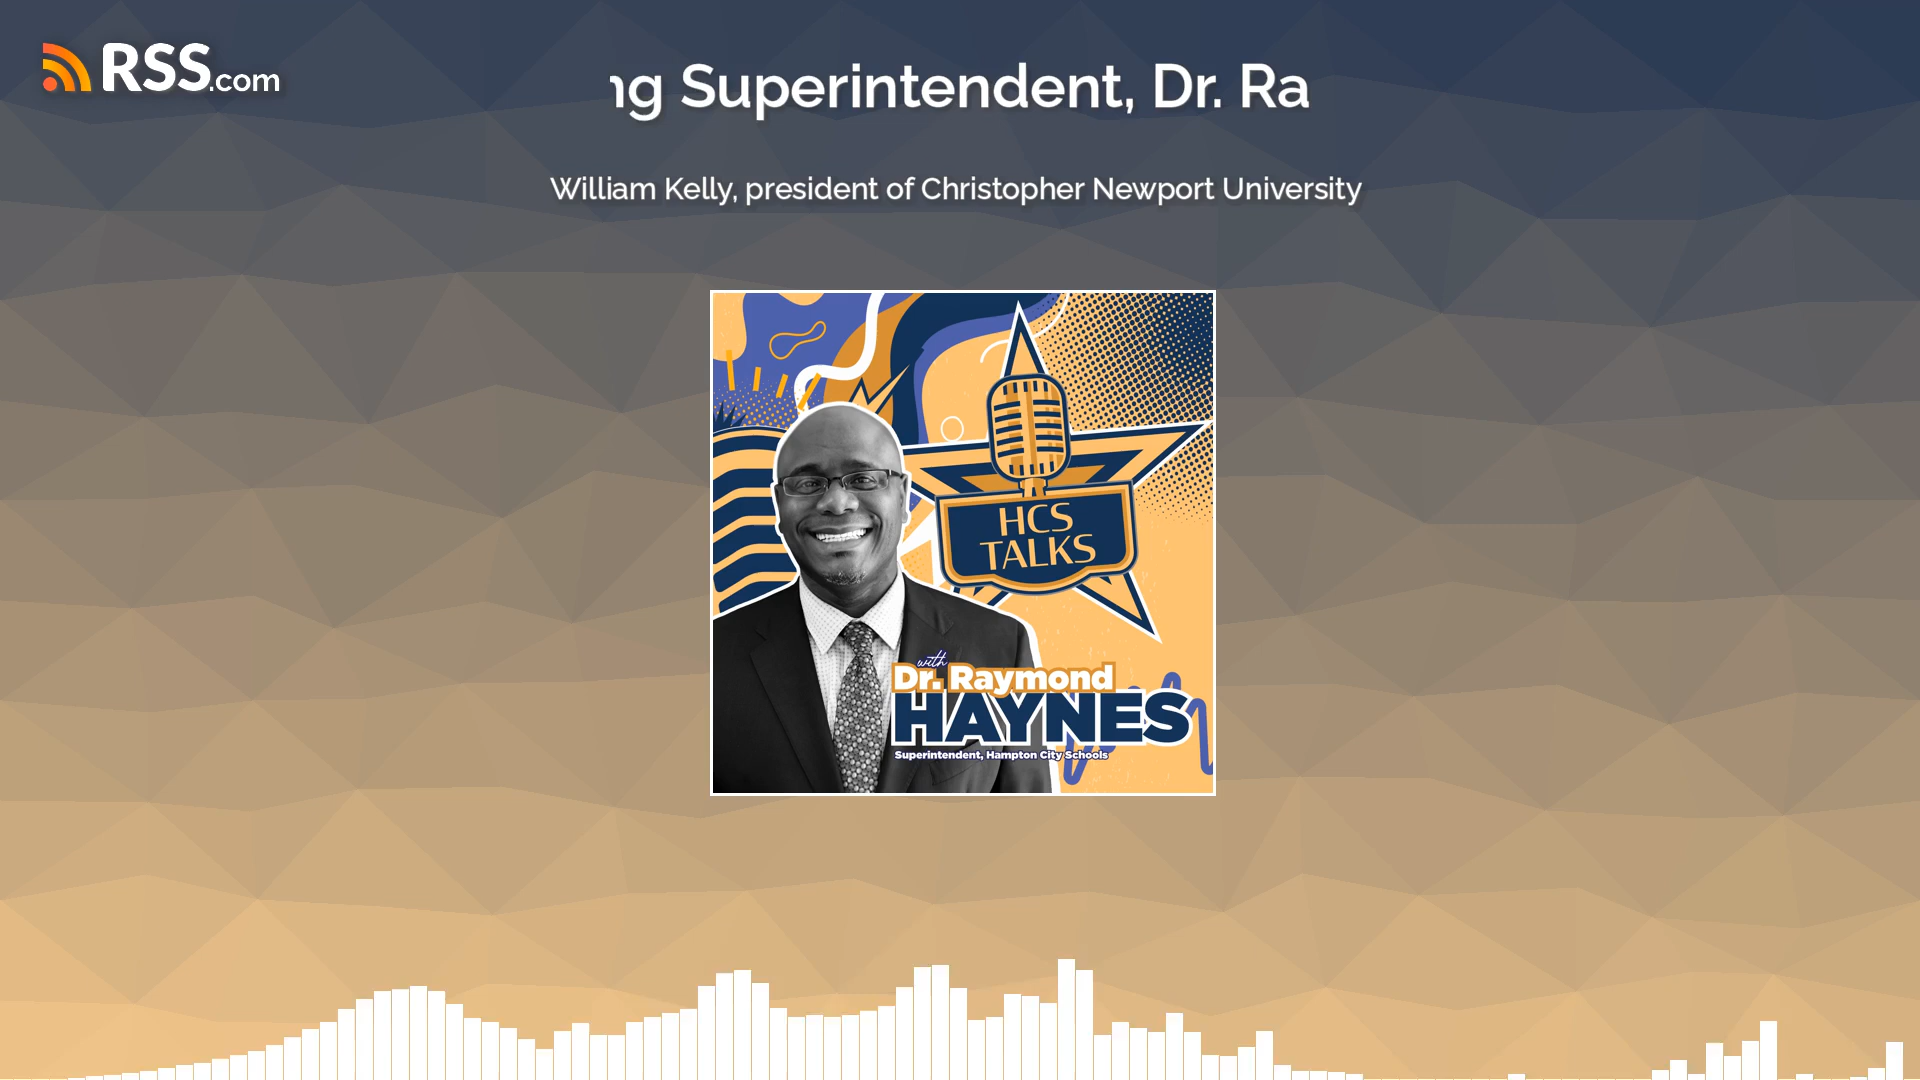 RSS.com
ng Superintendent, Dr. Ra
William Kelly, president of Christopher Newport University
HCS
TALKS
with
Dr. Raymond
HAYNES
Superintendent, Hampton City Schools